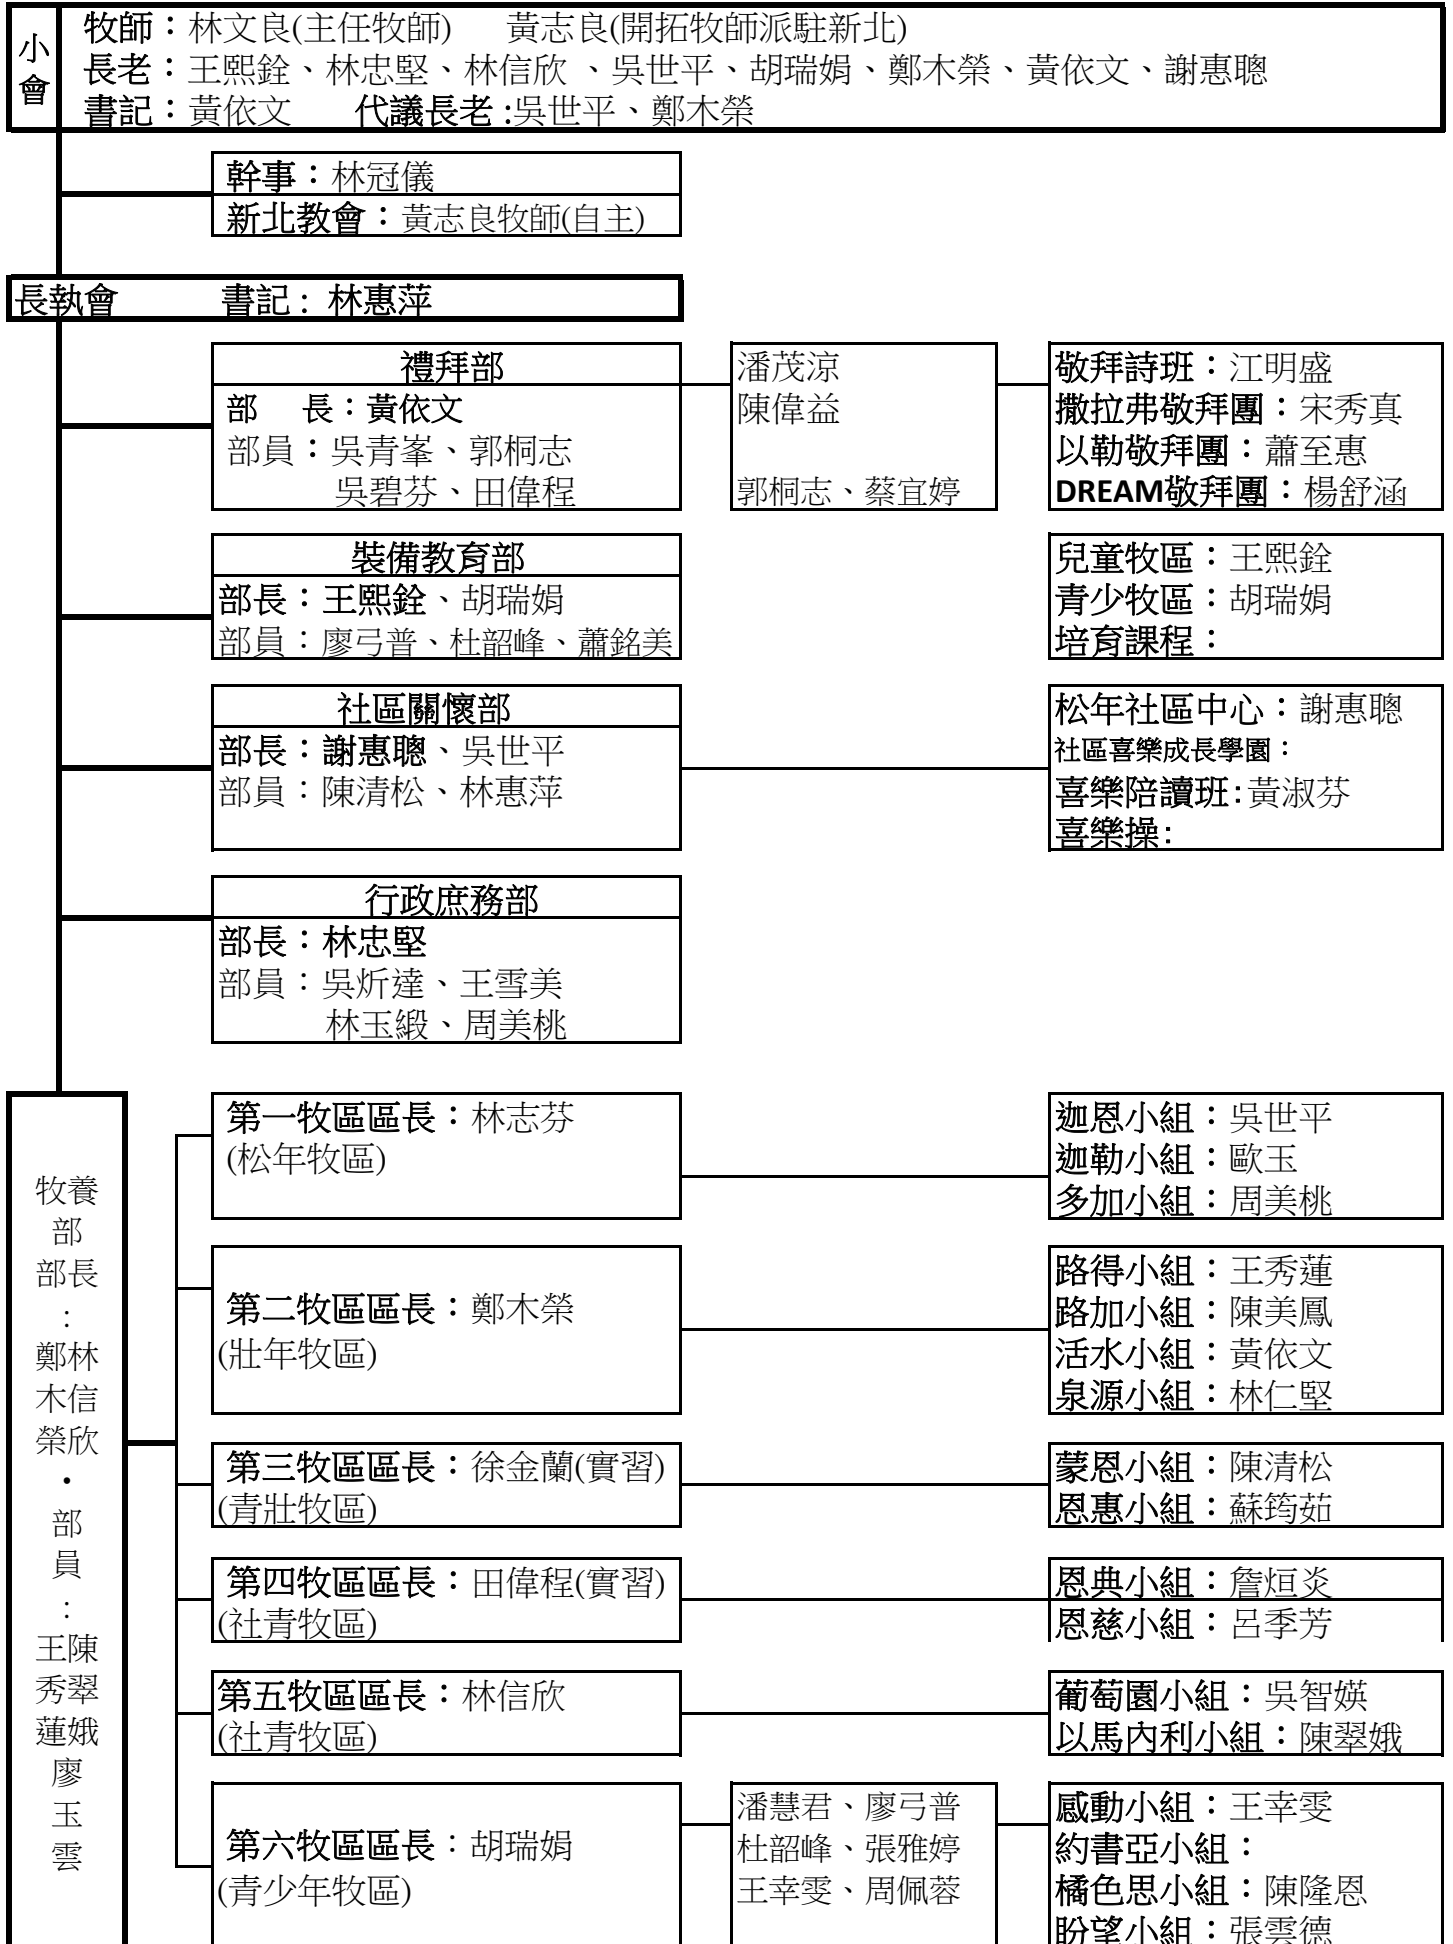 小會
牧師：林文良(主任牧師)　黃志良(開拓牧師派駐新北)
長老：王熙銓、林忠堅、林信欣 、吳世平、胡瑞娟、鄭木榮、黃依文、謝惠聰
書記：黃依文　代議長老:吳世平、鄭木榮
幹事：林冠儀
新北教會：黃志良牧師(自主)
長執會　書記: 林惠萍
禮拜部
部　長：黃依文
部員：吳青峯、郭桐志
吳碧芬、田偉程
潘茂涼
陳偉益
郭桐志、蔡宜婷
敬拜詩班：江明盛
撒拉弗敬拜團：宋秀真
以勒敬拜團：蕭至惠
DREAM敬拜團：楊舒涵
裝備教育部
部長：王熙銓、胡瑞娟
部員：廖弓普、杜韶峰、蕭銘美
兒童牧區：王熙銓
青少牧區：胡瑞娟
培育課程：
社區關懷部
部長：謝惠聰、吳世平
部員：陳清松、林惠萍
松年社區中心：謝惠聰
社區喜樂成長學園：
喜樂陪讀班:黃淑芬
喜樂操:
行政庶務部
部長：林忠堅
部員：吳炘達、王雪美
林玉緞、周美桃
牧養
部
部長
：
鄭林
木信
榮欣
•
部
員
：
王陳
秀翠
蓮娥
廖
玉
雲
第一牧區區長：林志芬
(松年牧區)
迦恩小組：吳世平
迦勒小組：歐玉
多加小組：周美桃
第二牧區區長：鄭木榮
(壯年牧區)
路得小組：王秀蓮
路加小組：陳美鳳
活水小組：黃依文
泉源小組：林仁堅
第三牧區區長：徐金蘭(實習)
(青壯牧區)
蒙恩小組：陳清松
恩惠小組：蘇筠茹
第四牧區區長：田偉程(實習)
(社青牧區)
恩典小組：詹烜炎
恩慈小組：呂季芳
第五牧區區長：林信欣
(社青牧區)
葡萄園小組：吳智媖
以馬內利小組：陳翠娥
第六牧區區長：胡瑞娟
(青少年牧區)
潘慧君、廖弓普
杜韶峰、張雅婷
王幸雯、周佩蓉
感動小組：王幸雯
約書亞小組：
橘色思小組：陳隆恩
盼望小組：張雲德